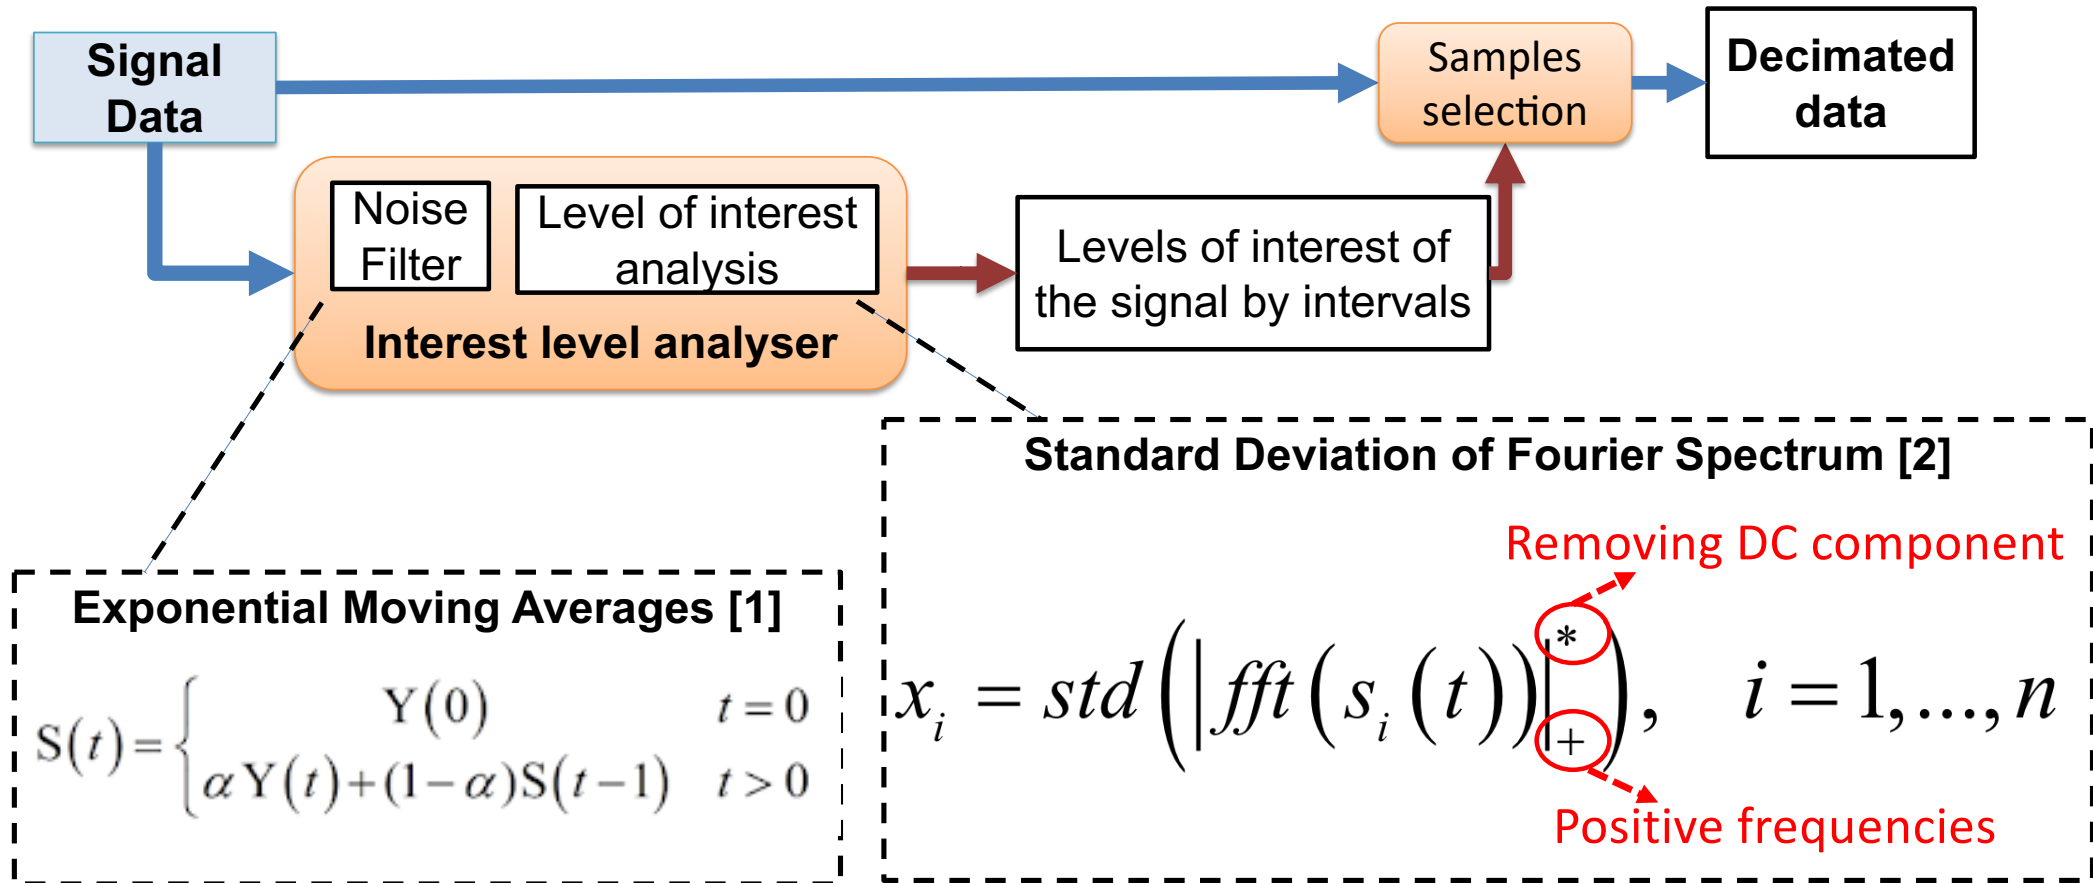 Signal
Data
Samples
selection
Decimated
data
Noise
Filter
Level of interest
analysis
Interest level analyser
Levels of interest of
the signal by intervals
Standard Deviation of Fourier Spectrum [2]
Removing DC component
x_i = std(|fft(s_i(t))|^*_+), i = 1,...,n
Positive frequencies
Exponential Moving Averages [1]
S(t) = { Y(0) t = 0
αY(t)+(1−α)S(t−1) t > 0